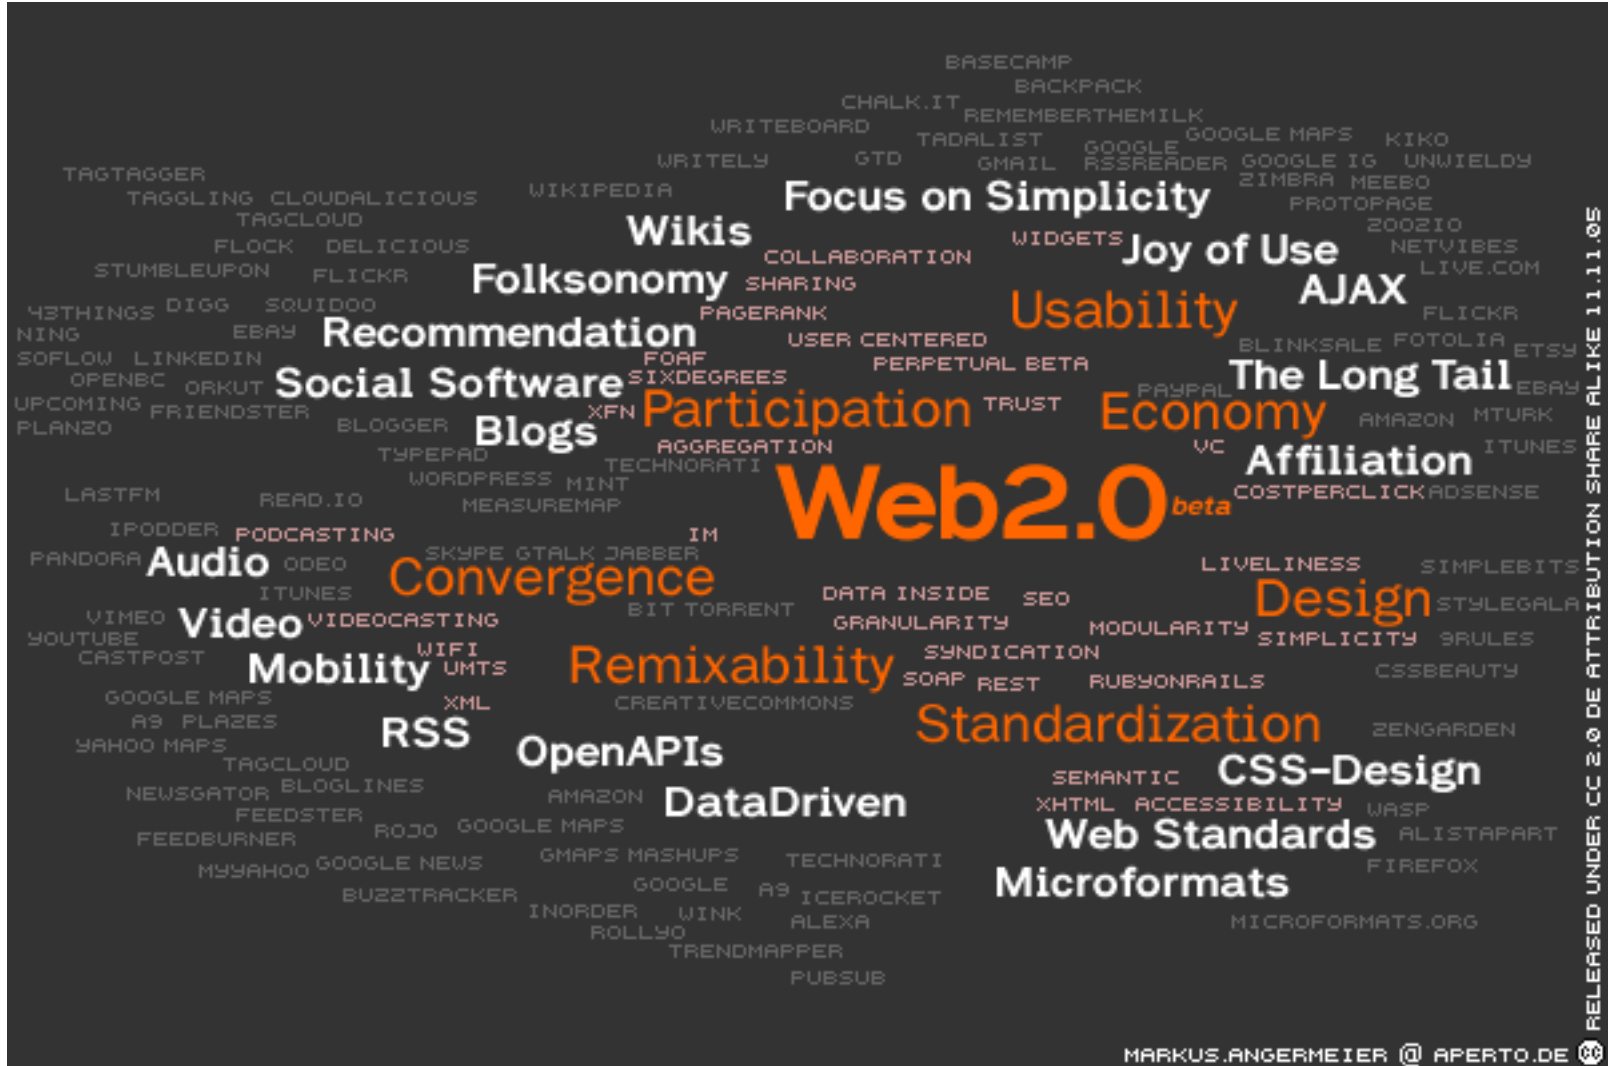 BASECAMP
BACKPACK
CHALK.IT
REMEMBERTHEMILK
WRITEBOARD
TADALIST
GOOGLE MAPS
KIKO
GOOGLE
RSSREADER
WRITELY
GTD
GMAIL
GOOGLE IG
UNWIELDY
TAGTAGGER
ZIMBRA MEEBO
WIKIPEDIA
Focus on Simplicity
TAGGLING CLOUDALICIOUS
PROTOPAGE
TAGCLOUD
ZOOZIO
Wikis
WIDGETS
Joy of Use
FLOCK DELICIOUS
NETVIBES
COLLABORATION
LIVE.COM
STUMBLEUPON
FLICKR
Folksonomy
SHARING
AJAX
43THINGS DIGG SQUIDOO
PAGERANK
Usability
FLICKR
NING
EBAY
Recommendation
USER CENTERED
BLINKSALE FOTOLIA ETSY
SOFLOW LINKEDIN
FOAF
PERPETUAL BETA
OPENBC ORKUT
Social Software
SIXDEGREES
PAYPAL
The Long Tail
EBAY
UPCOMING FRIENDSTER
XFN
Participation
TRUST
Economy
AMAZON MTURK
PLANZO
BLOGGER
Blogs
AGGREGATION
VC
ITUNES
TYPEPAD
TECHNORATI
Affiliation
WORDPRESS MINT
LASTFM
READ.IO
MEASUREMAP
Web2.0 beta
COSTPERCLICK
ADSENSE
IPODDER
PODCASTING
IM
PANDORA
Audio
ODEO
SKYPE GTALK JABBER
LIVELINESS
SIMPLEBITS
ITUNES
Convergence
DATA INSIDE
SEO
Design
STYLEGALA
VIMEO
Video
VIDEOCASTING
BIT TORRENT
GRANULARITY
MODULARITY
YOUTUBE
SIMPLICITY
9RULES
CASTPOST
WIFI
SYNDICATION
Mobility
UMTS
Remixability
SOAP REST
RUBYONRAILS
CSSBEAUTY
GOOGLE MAPS
XML
CREATIVECOMMONS
A9 PLAZES
RSS
Standardization
ZENGARDEN
YAHOO MAPS
OpenAPIs
TAGCLOUD
SEMANTIC
CSS-Design
NEWSGATOR BLOGLINES
AMAZON
DataDriven
XHTML ACCESSIBILITY
WASP
FEEDSTER
FEEDBURNER
ROJO
GOOGLE MAPS
Web Standards
ALISTAPART
MYYAHOO GOOGLE NEWS
GMAPS MASHUPS
TECHNORATI
FIREFOX
BUZZTRACKER
GOOGLE
A9 ICEROCKET
Microformats
INORDER
WINK
ALEXA
MICROFORMATS.ORG
ROLLYO
TRENDMAPPER
PUBSUB
MARKUS.ANGERMEIER @ APERTO.DE
cc RELEASED UNDER CC 2.0 DE ATTRIBUTION SHARE ALIKE 11.11.05